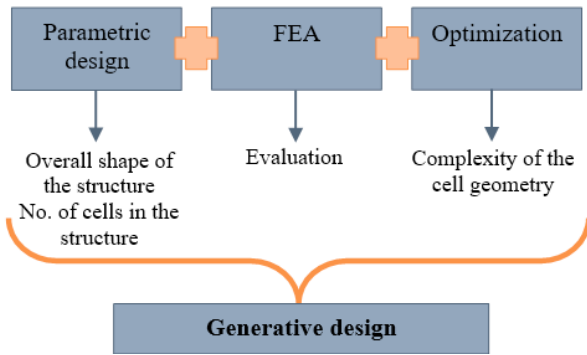 Parametric
design
FEA
Optimization
Overall shape of
the structure
No. of cells in the
structure
Evaluation
Complexity of the
cell geometry
Generative design